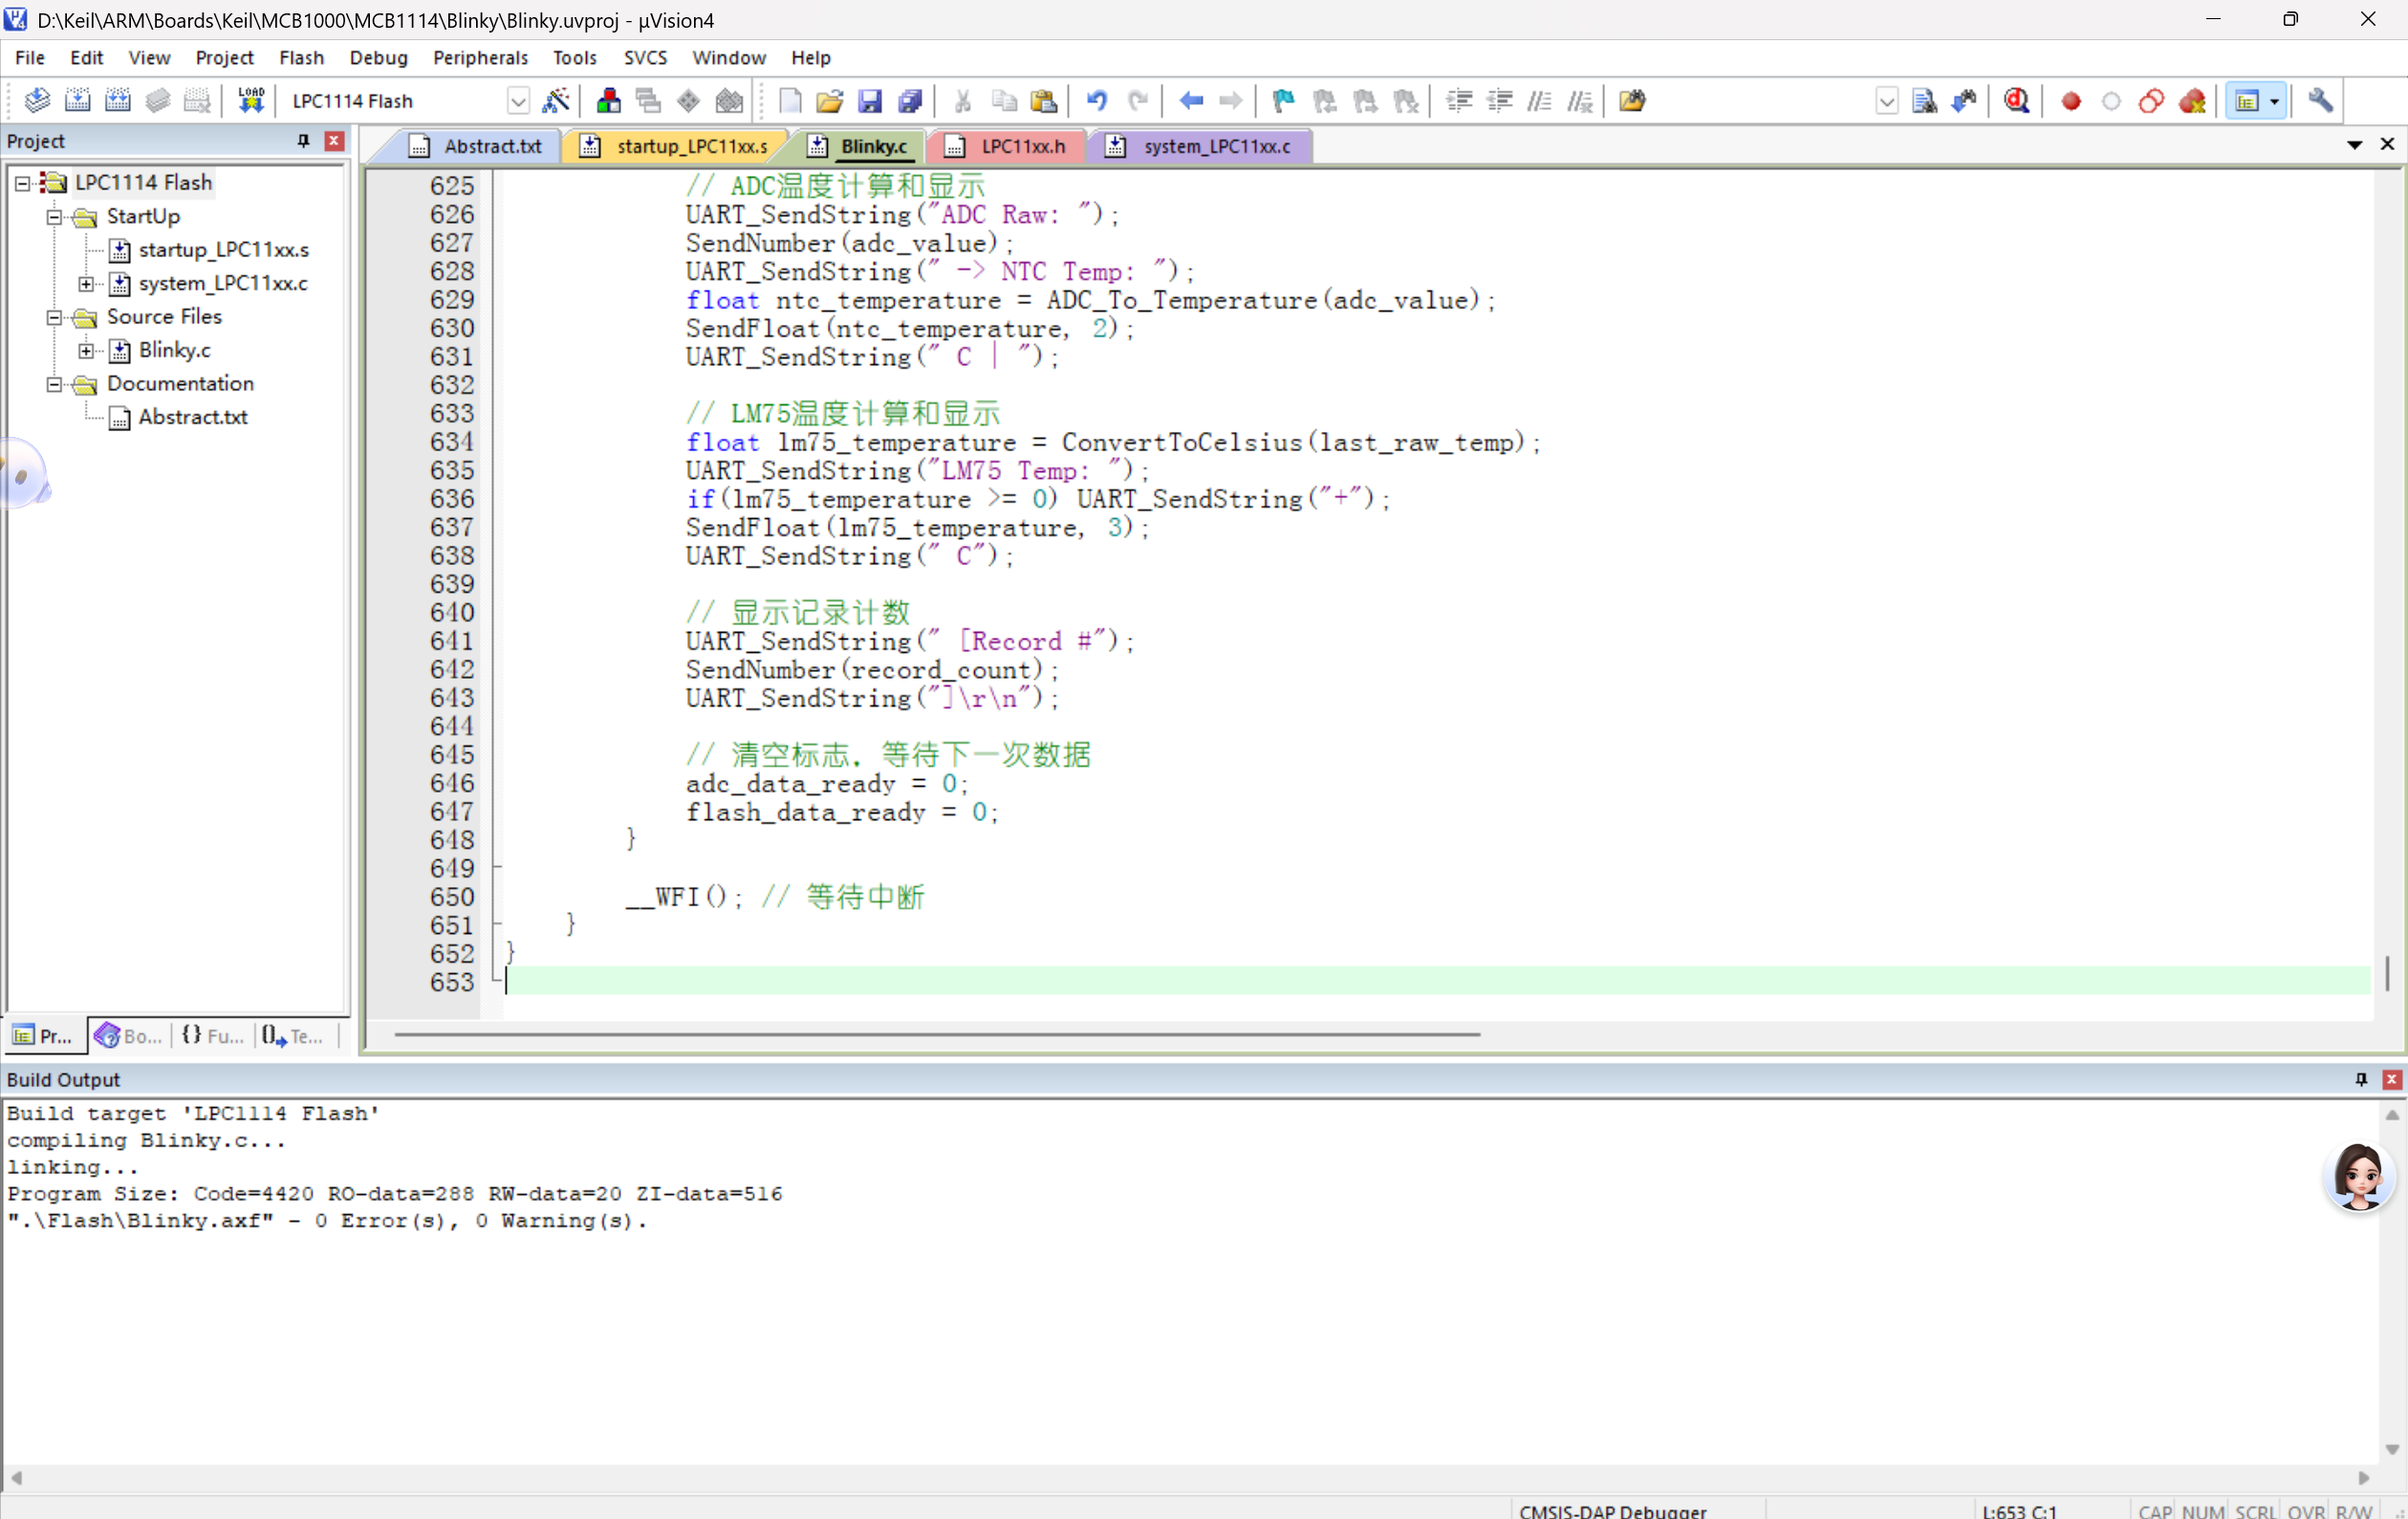 D:\Keil\ARM\Boards\Keil\MCB1000\MCB1114\Blinky\Blinky.uvproj - µVision4
File Edit View Project Flash Debug Peripherals Tools SVCS Window Help
LOAD LPC1114 Flash
Project
LPC1114 Flash
StartUp
startup_LPC11xx.s
system_LPC11xx.c
Source Files
Blinky.c
Documentation
Abstract.txt
Pr... Bo... {} Fu... Te...
Abstract.txt startup_LPC11xx.s Blinky.c LPC11xx.h system_LPC11xx.c
625 // ADC温度计算和显示
626 UART_SendString("ADC Raw: ");
627 SendNumber(adc_value);
628 UART_SendString(" -> NTC Temp: ");
629 float ntc_temperature = ADC_To_Temperature(adc_value);
630 SendFloat(ntc_temperature, 2);
631 UART_SendString(" C | ");
632
633 // LM75温度计算和显示
634 float lm75_temperature = ConvertToCelsius(last_raw_temp);
635 UART_SendString("LM75 Temp: ");
636 if(lm75_temperature >= 0) UART_SendString("+");
637 SendFloat(lm75_temperature, 3);
638 UART_SendString(" C");
639
640 // 显示记录计数
641 UART_SendString(" [Record #");
642 SendNumber(record_count);
643 UART_SendString("]\r\n");
644
645 // 清空标志，等待下一次数据
646 adc_data_ready = 0;
647 flash_data_ready = 0;
648 }
649
650 __WFI(); // 等待中断
651 }
652 }
653
Build Output
Build target 'LPC1114 Flash'
compiling Blinky.c...
linking...
Program Size: Code=4420 RO-data=288 RW-data=20 ZI-data=516
".\Flash\Blinky.axf" - 0 Error(s), 0 Warning(s).
CMSIS-DAP Debugger L:653 C:1 CAP NUM SCRL OVR R/W